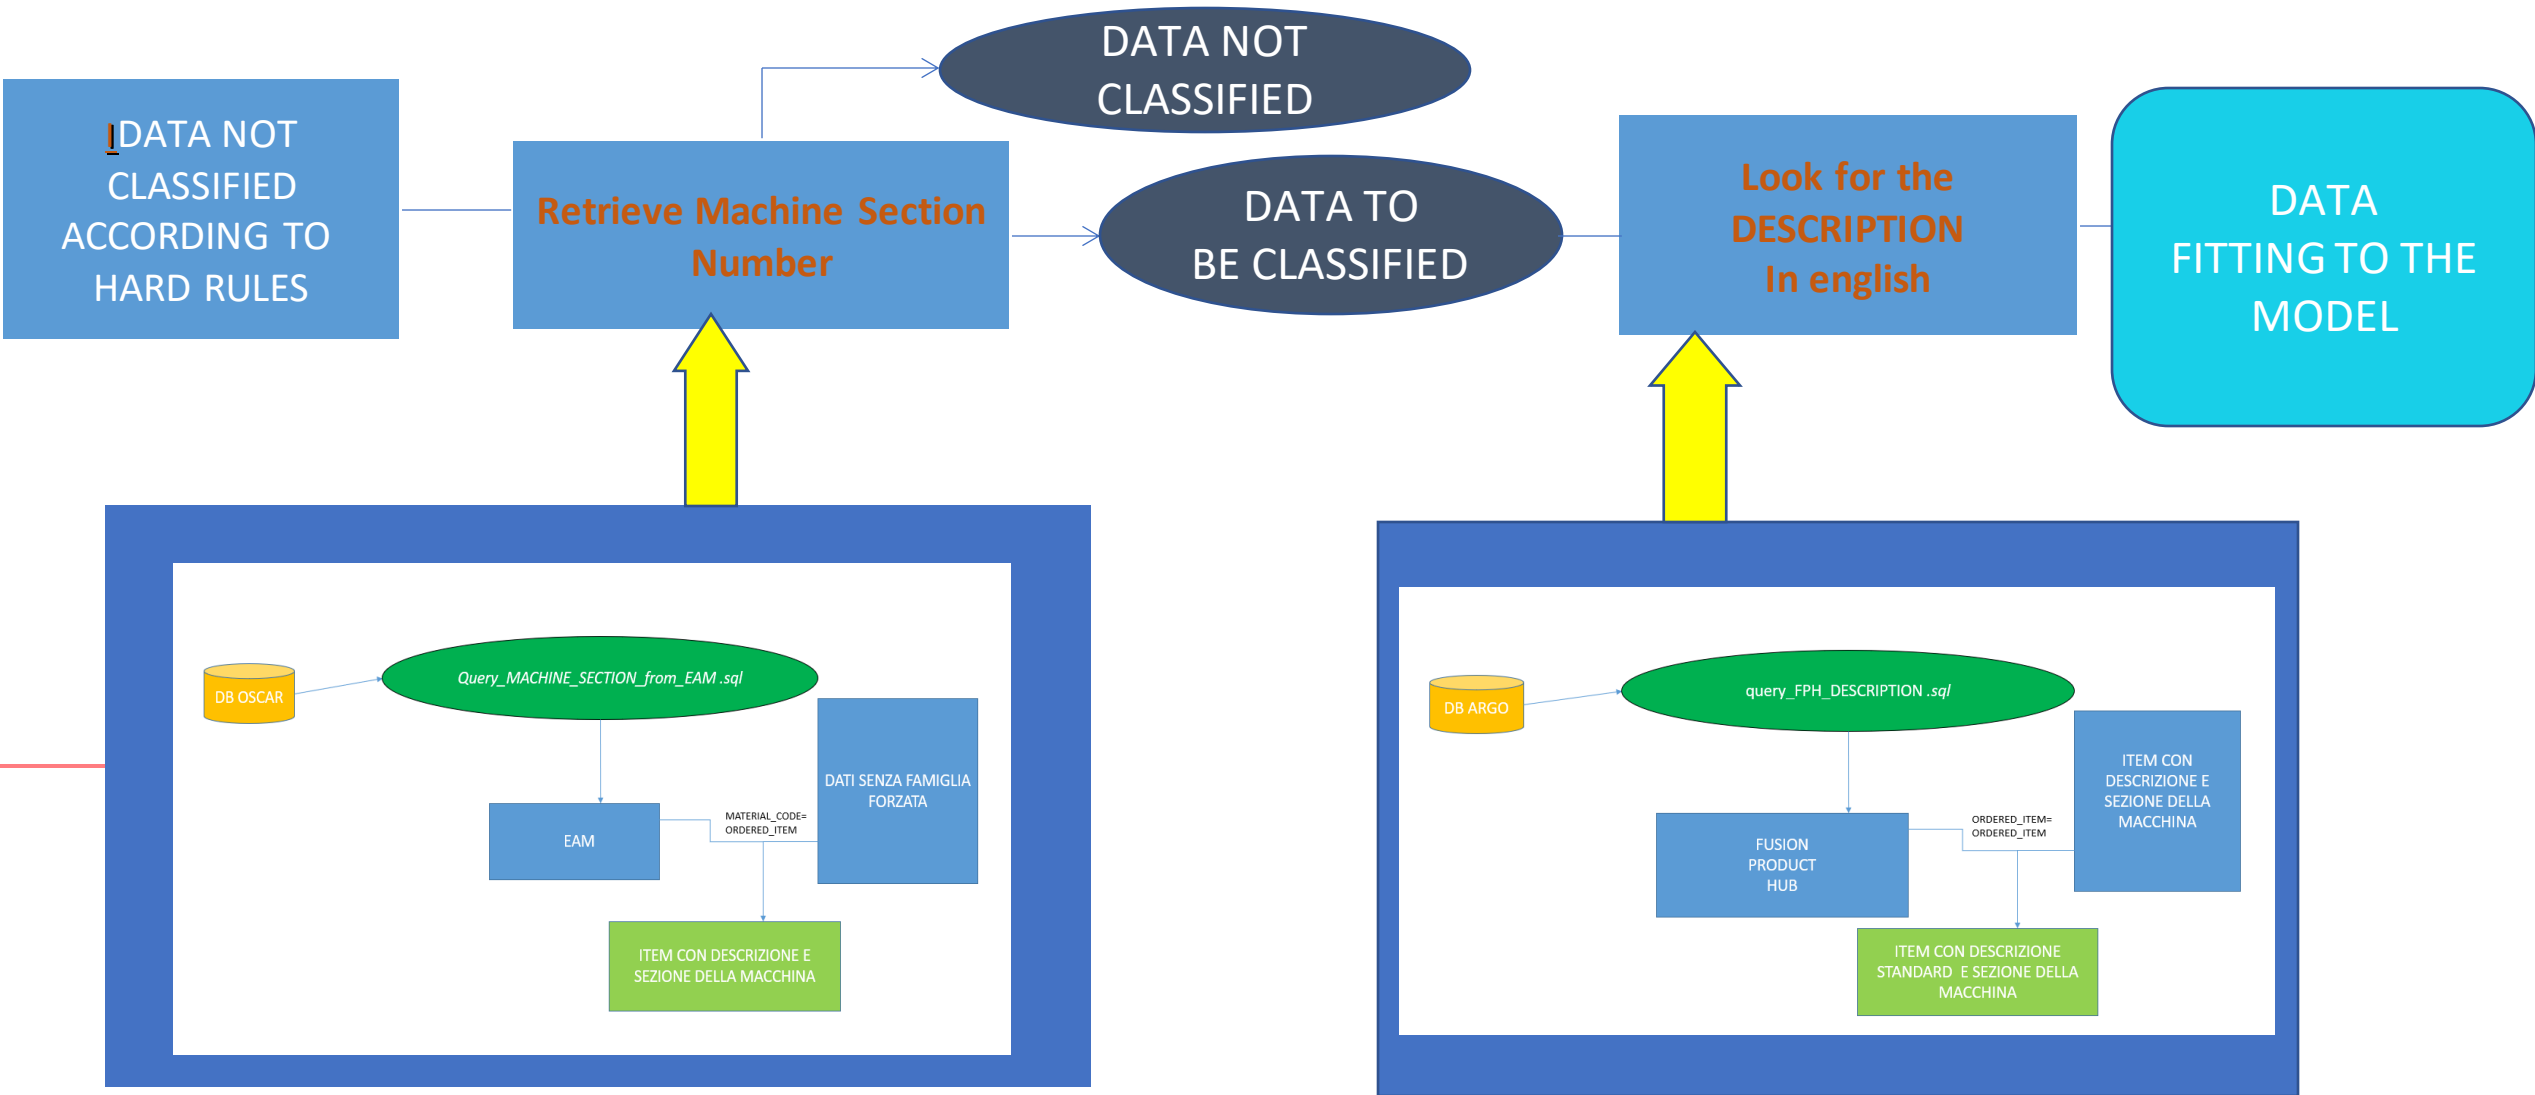 DATA NOT
CLASSIFIED
IDATA NOT
CLASSIFIED
ACCORDING TO
HARD RULES
Retrieve Machine Section
Number
DATA TO
BE CLASSIFIED
Look for the
DESCRIPTION
In english
DATA
FITTING TO THE
MODEL
DB OSCAR
Query_MACHINE_SECTION_from_EAM .sql
DATI SENZA FAMIGLIA
FORZATA
MATERIAL_CODE=
ORDERED_ITEM
EAM
ITEM CON DESCRIZIONE E
SEZIONE DELLA MACCHINA
DB ARGO
query_FPH_DESCRIPTION .sql
ITEM CON
DESCRIZIONE E
SEZIONE DELLA
MACCHINA
ORDERED_ITEM=
ORDERED_ITEM
FUSION
PRODUCT
HUB
ITEM CON DESCRIZIONE
STANDARD E SEZIONE DELLA
MACCHINA